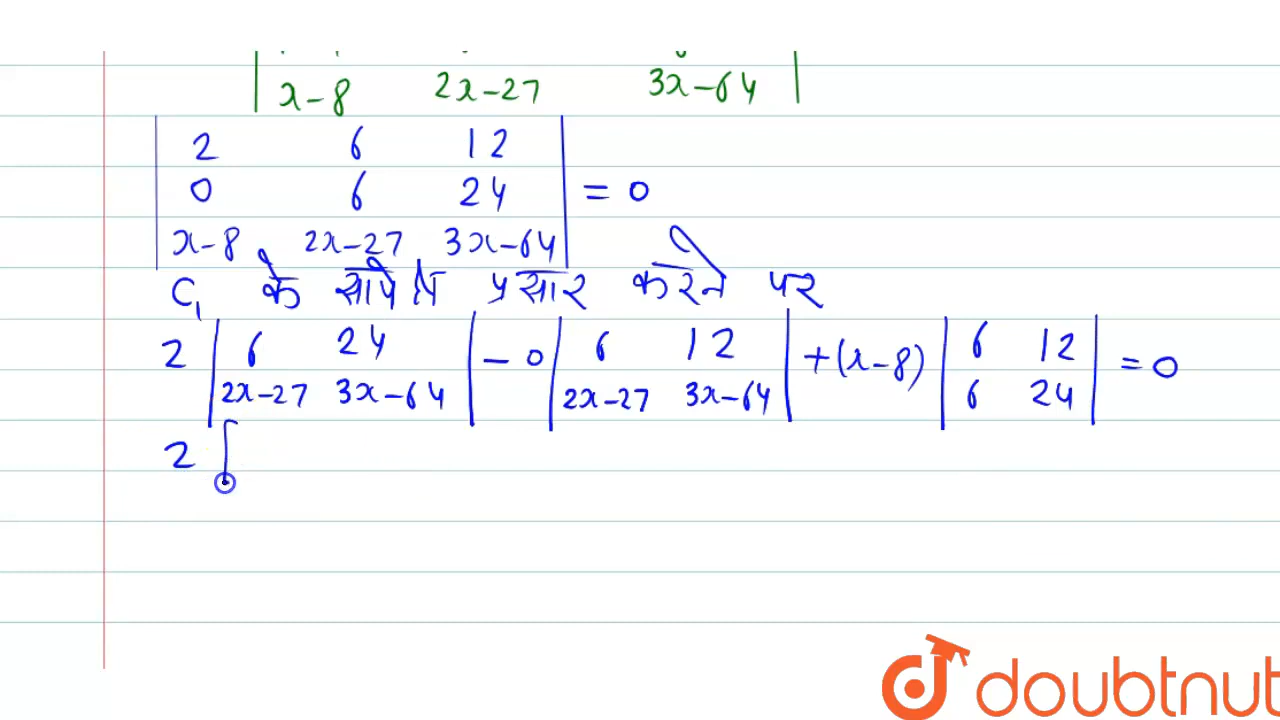 x-8 2x-27 3x-64
2 6 12
0 6 24 = 0
x-8 2x-27 3x-64
C₁ के सापेक्ष प्रसार करने पर
2 | 6 24 | - 0 | 6 12 | + (x-8) | 6 12 | = 0
| 2x-27 3x-64 | | 2x-27 3x-64 | | 6 24 |
2 [
doubtnut